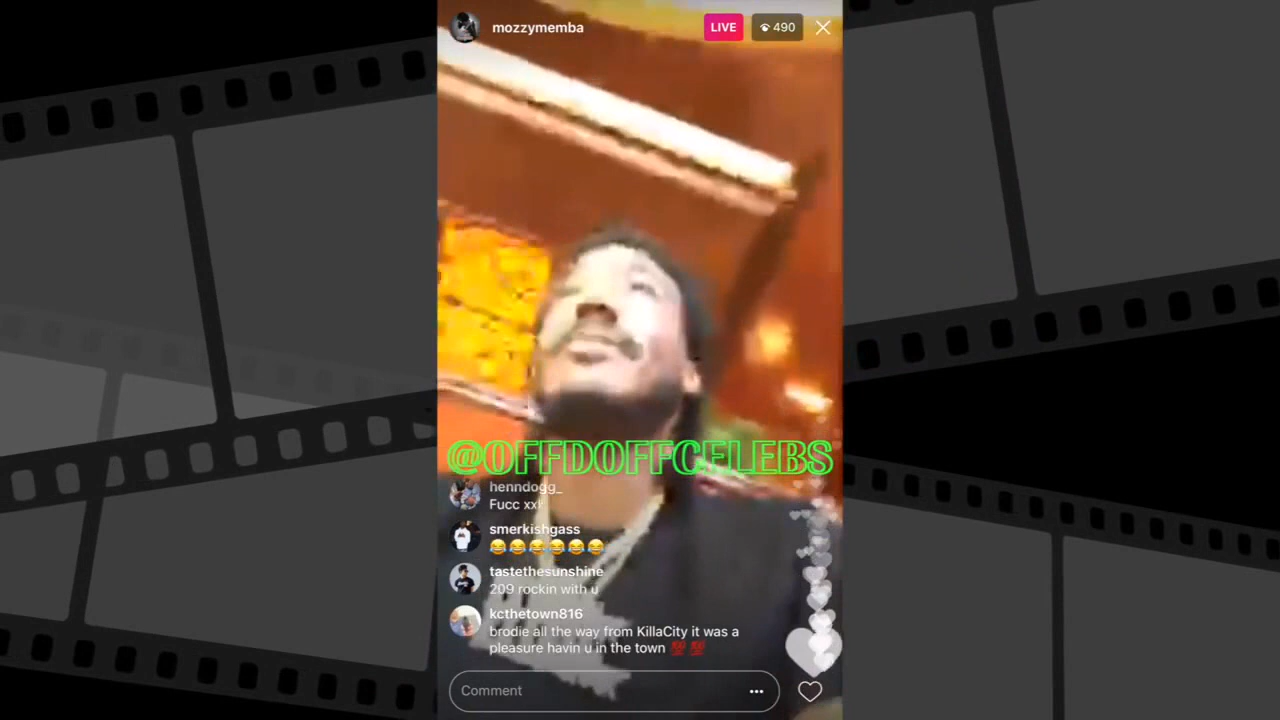 mozzymemba
LIVE
490
@OFFDOFFCELEBS
henndogg_
Fucc xxl
smerkishgass
😂😂😂😂😂😂
tastethesunshine
209 rockin with u
kcthetown816
brodie all the way from KillaCity it was a
pleasure havin u in the town 💯💯
Comment